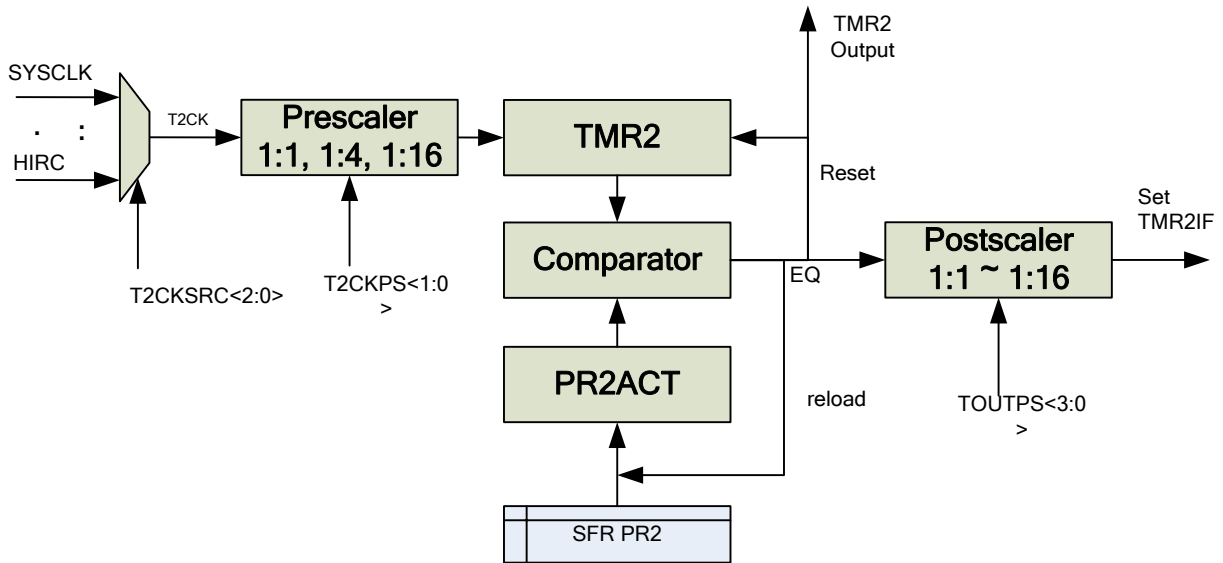 TMR2
Output
SYSCLK
. :
HIRC
T2CK
Prescaler
1:1, 1:4, 1:16
TMR2
Reset
Set
TMR2IF
Comparator
EQ
Postscaler
1:1 ~ 1:16
T2CKSRC<2:0>
T2CKPS<1:0
>
PR2ACT
reload
TOUTPS<3:0
>
SFR PR2